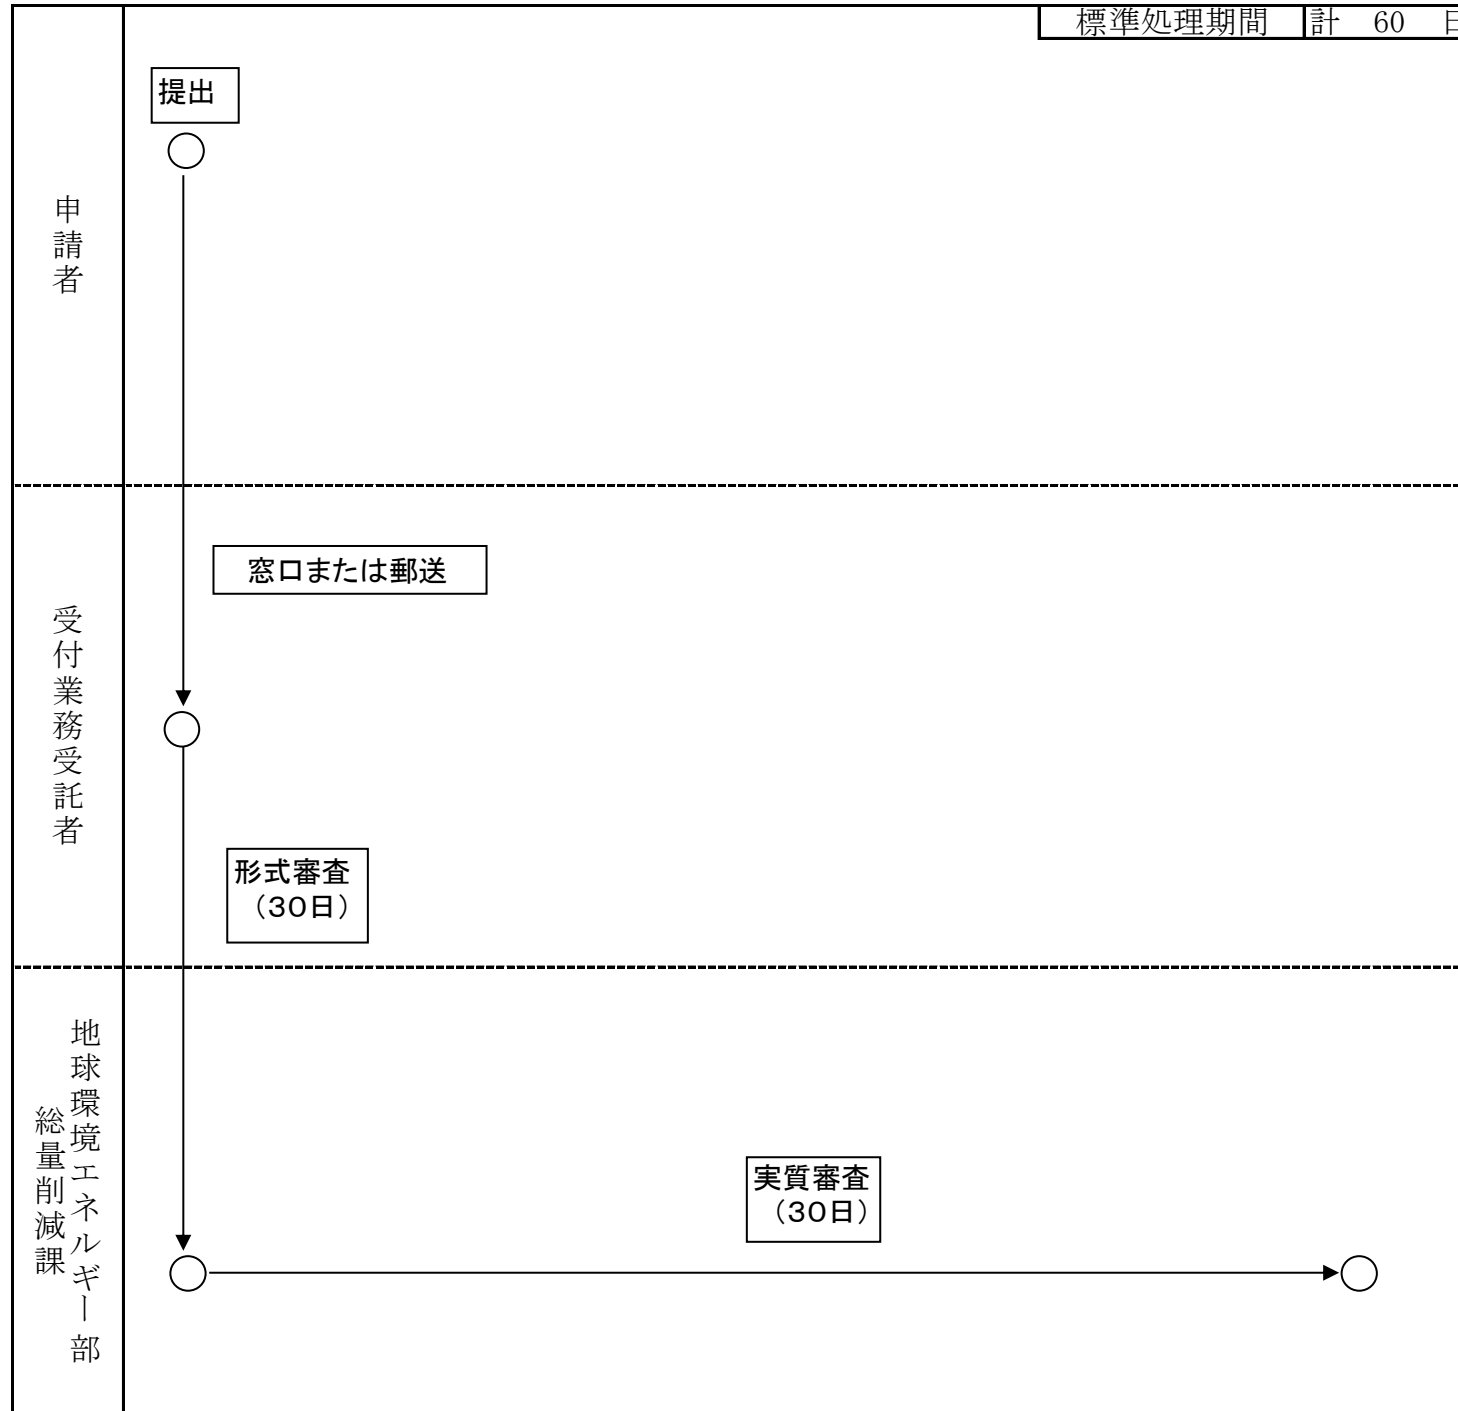 標準処理期間 計 60 日
提出
申請者
窓口または郵送
受付業務受託者
形式審査
（30日）
地球環境エネルギー部
総量削減課
実質審査
（30日）